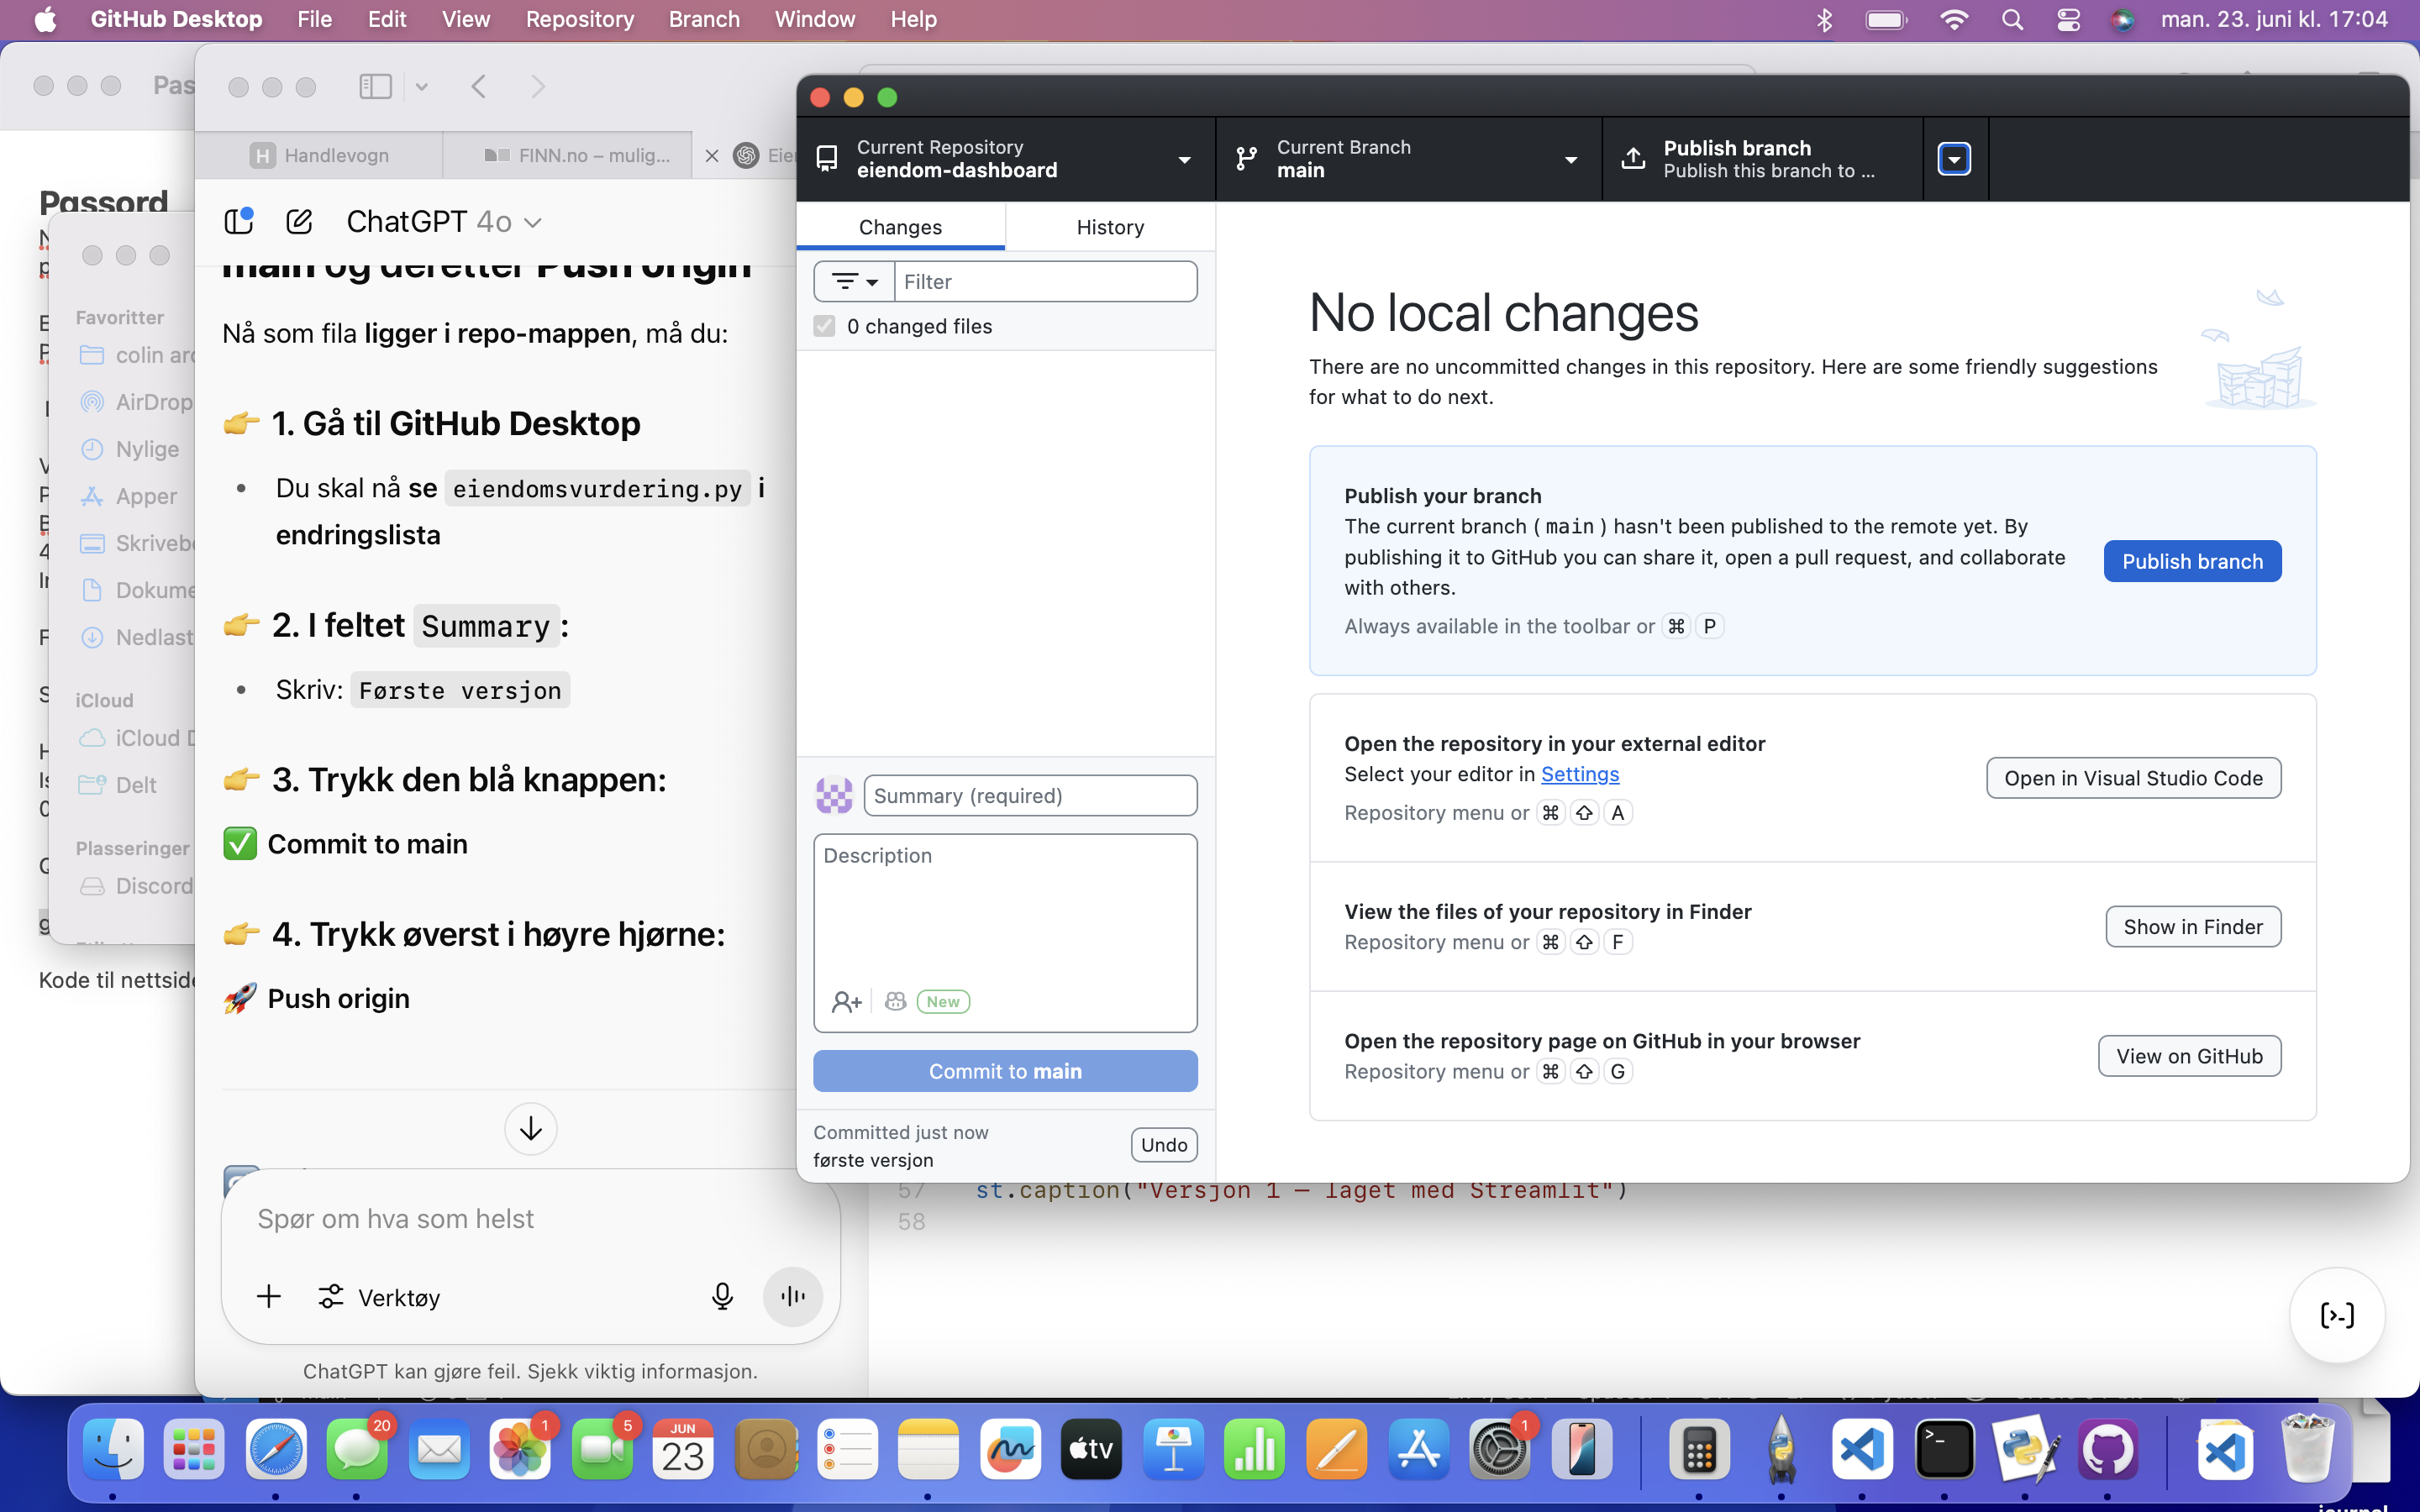 GitHub Desktop File Edit View Repository Branch Window Help
man. 23. juni kl. 17:04
Passord
Favoritter
colin
AirDrop
Nylige
Apper
iCloud
iCloud
Delt
Plasseringer
Discord
Kode til
Handlevogn
FINN.no – mulig...
ChatGPT 4o
main og deretter Push origin
Nå som fila ligger i repo-mappen, må du:
👉 1. Gå til GitHub Desktop
• Du skal nå se eiendomsvurdering.py i
endringslista
👉 2. I feltet Summary:
• Skriv: Første versjon
👉 3. Trykk den blå knappen:
✅ Commit to main
👉 4. Trykk øverst i høyre hjørne:
🚀 Push origin
Spør om hva som helst
Verktøy
ChatGPT kan gjøre feil. Sjekk viktig informasjon.
Current Repository
eiendom-dashboard
Current Branch
main
Publish branch
Publish this branch to ...
Changes
History
Filter
0 changed files
Summary (required)
Description
New
Commit to main
Committed just now
første versjon
Undo
No local changes
There are no uncommitted changes in this repository. Here are some friendly suggestions
for what to do next.
Publish your branch
The current branch (main) hasn't been published to the remote yet. By
publishing it to GitHub you can share it, open a pull request, and collaborate
with others.
Always available in the toolbar or ⌘ P
Publish branch
Open the repository in your external editor
Select your editor in Settings
Repository menu or ⌘ ⇧ A
Open in Visual Studio Code
View the files of your repository in Finder
Repository menu or ⌘ ⇧ F
Show in Finder
Open the repository page on GitHub in your browser
Repository menu or ⌘ ⇧ G
View on GitHub
57 st.caption("Versjon 1 – laget med Streamlit")
58
20
1
5
JUN
23
tv
1